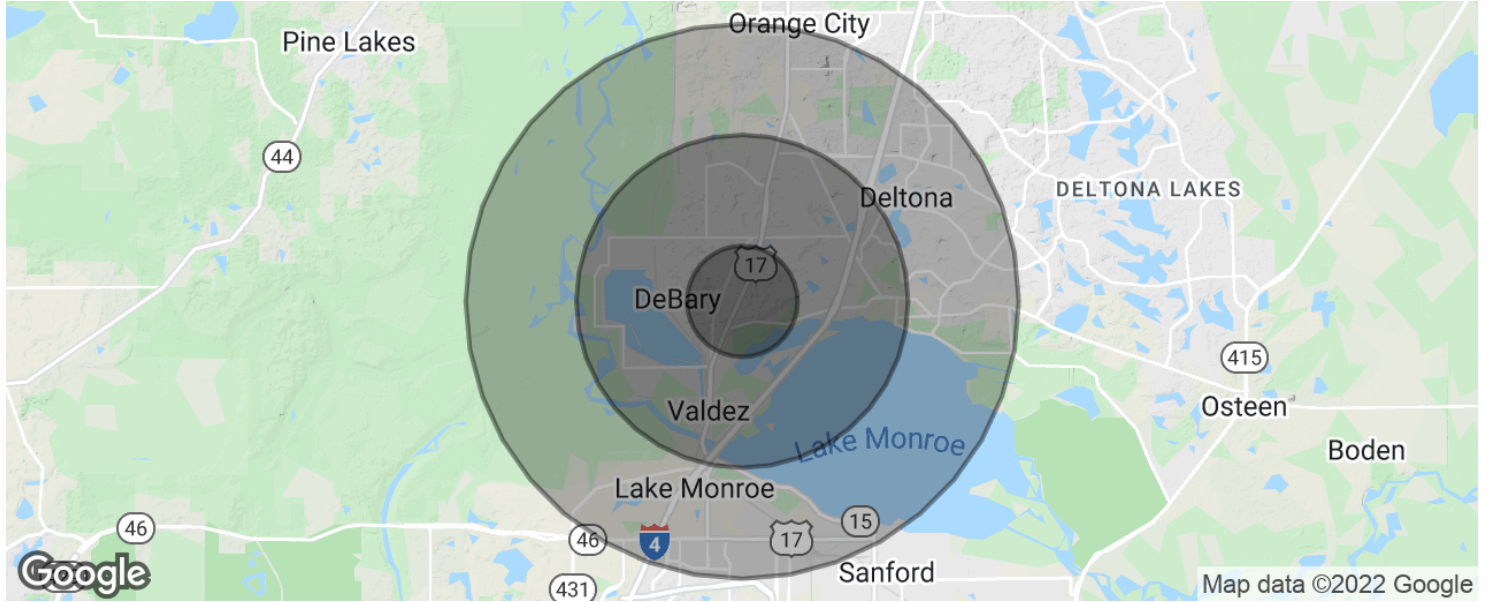 Orange City
Pine Lakes
44
Deltona
DELTONA LAKES
17
DeBary
415
Valdez
Osteen
Lake Monroe
Boden
Lake Monroe
15
46
46
4
17
Sanford
431
Google
Map data ©2022 Google